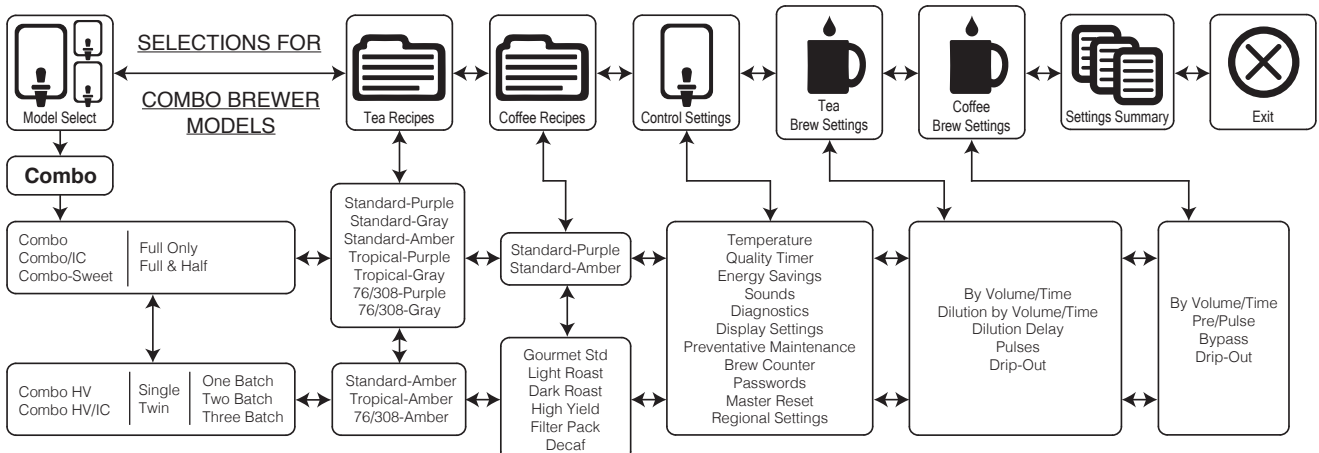 SELECTIONS FOR
COMBO BREWER
MODELS
Model Select
Tea Recipes
Coffee Recipes
Control Settings
Tea
Brew Settings
Coffee
Brew Settings
Settings Summary
Exit
Combo
Combo
Combo/IC
Combo-Sweet
Full Only
Full & Half
Standard-Purple
Standard-Gray
Standard-Amber
Tropical-Purple
Tropical-Gray
76/308-Purple
76/308-Gray
Standard-Purple
Standard-Amber
Temperature
Quality Timer
Energy Savings
Sounds
Diagnostics
Display Settings
Preventative Maintenance
Brew Counter
Passwords
Master Reset
Regional Settings
By Volume/Time
Dilution by Volume/Time
Dilution Delay
Pulses
Drip-Out
By Volume/Time
Pre/Pulse
Bypass
Drip-Out
Combo HV
Combo HV/IC
Single
Twin
One Batch
Two Batch
Three Batch
Standard-Amber
Tropical-Amber
76/308-Amber
Gourmet Std
Light Roast
Dark Roast
High Yield
Filter Pack
Decaf